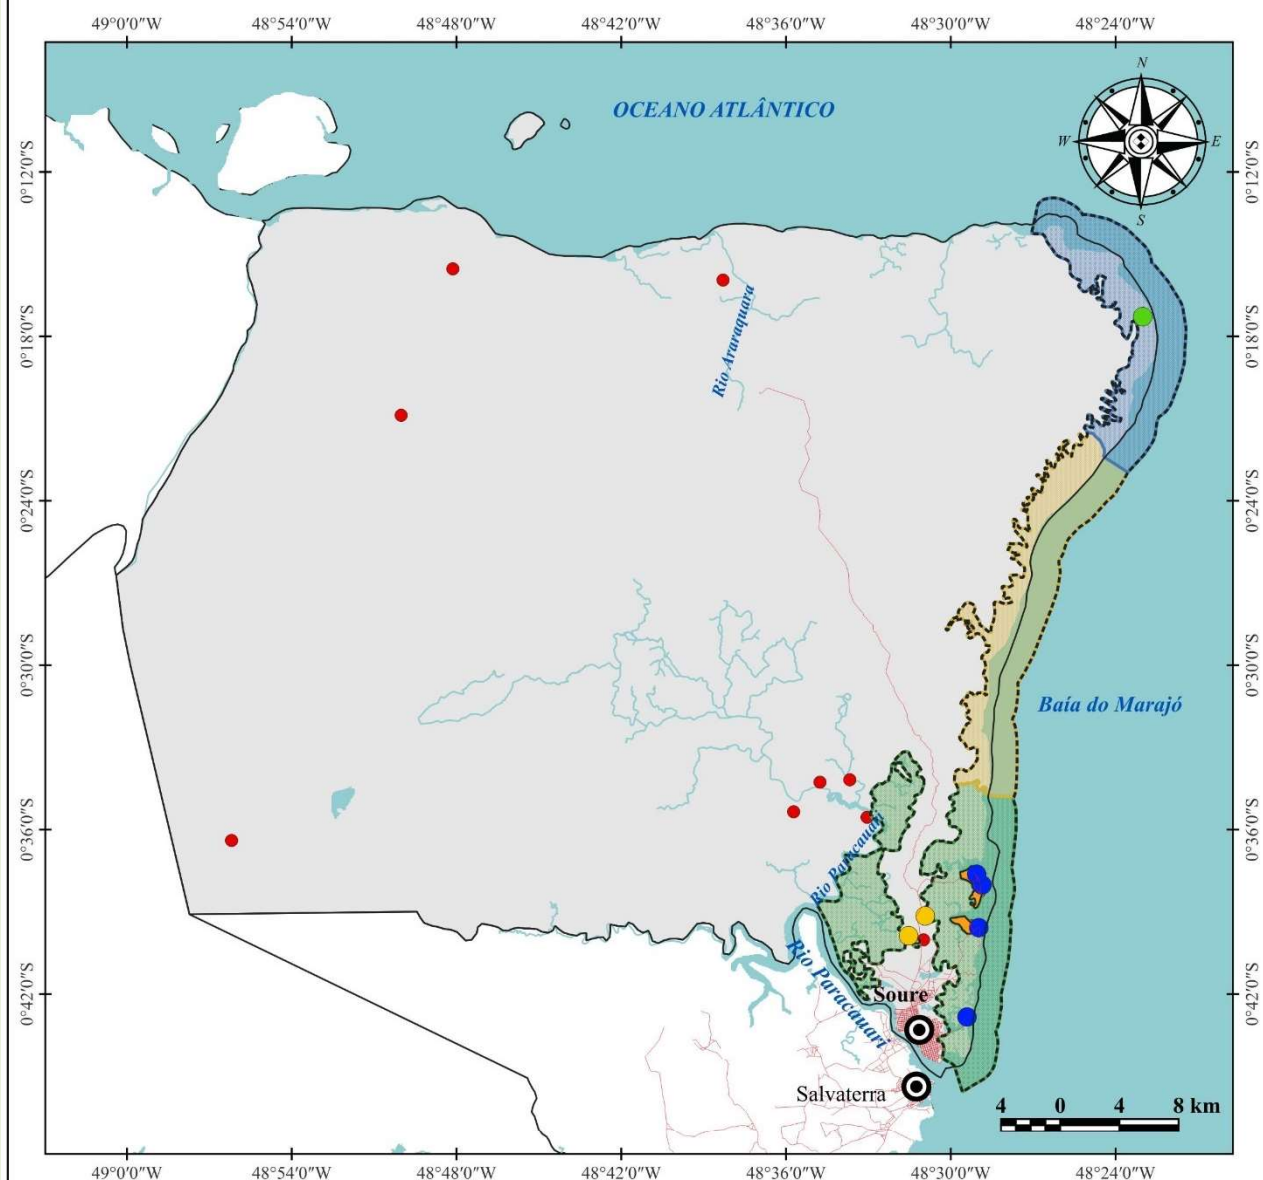 49°0'0"W 48°54'0"W 48°48'0"W 48°42'0"W 48°36'0"W 48°30'0"W 48°24'0"W
OCEANO ATLÂNTICO
N
W E
S
0°12'0"S 0°12'0"S
Rio Araraquara
0°18'0"S 0°18'0"S
0°24'0"S 0°24'0"S
0°30'0"S 0°30'0"S
Baía do Marajó
0°36'0"S 0°36'0"S
Rio Paracauari
Rio Paracauari
0°42'0"S 0°42'0"S
Soure
Salvaterra
4 0 4 8 km
49°0'0"W 48°54'0"W 48°48'0"W 48°42'0"W 48°36'0"W 48°30'0"W 48°24'0"W